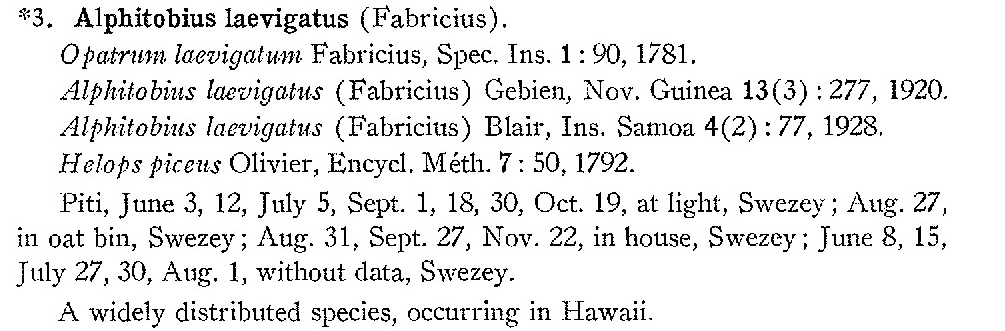 *3. Alphitobius laevigatus (Fabricius).
Opatrum laevigatum Fabricius, Spec. Ins. 1 : 90, 1781.
Alphitobius laevigatus (Fabricius) Gebien, Nov. Guinea 13(3) : 277, 1920.
Alphitobius laevigatus (Fabricius) Blair, Ins. Samoa 4(2) : 77, 1928.
Helops piceus Olivier, Encycl. Méth. 7 : 50, 1792.
Piti, June 3, 12, July 5, Sept. 1, 18, 30, Oct. 19, at light, Swezey; Aug. 27,
in oat bin, Swezey; Aug. 31, Sept. 27, Nov. 22, in house, Swezey; June 8, 15,
July 27, 30, Aug. 1, without data, Swezey.
A widely distributed species, occurring in Hawaii.